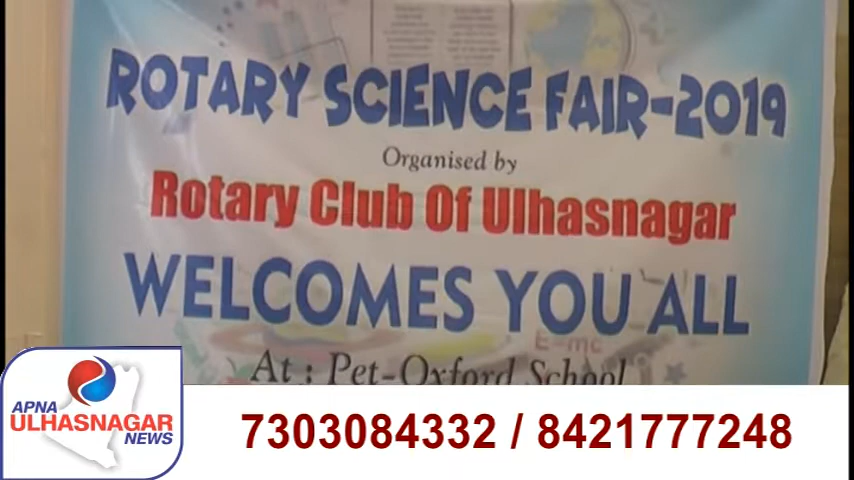 ROTARY SCIENCE FAIR-2019
Organised by
Rotary Club Of Ulhasnagar
WELCOMES YOU ALL
E=mc
At : Pet-Oxford School
APNA
ULHASNAGAR
NEWS
7303084332 / 8421777248